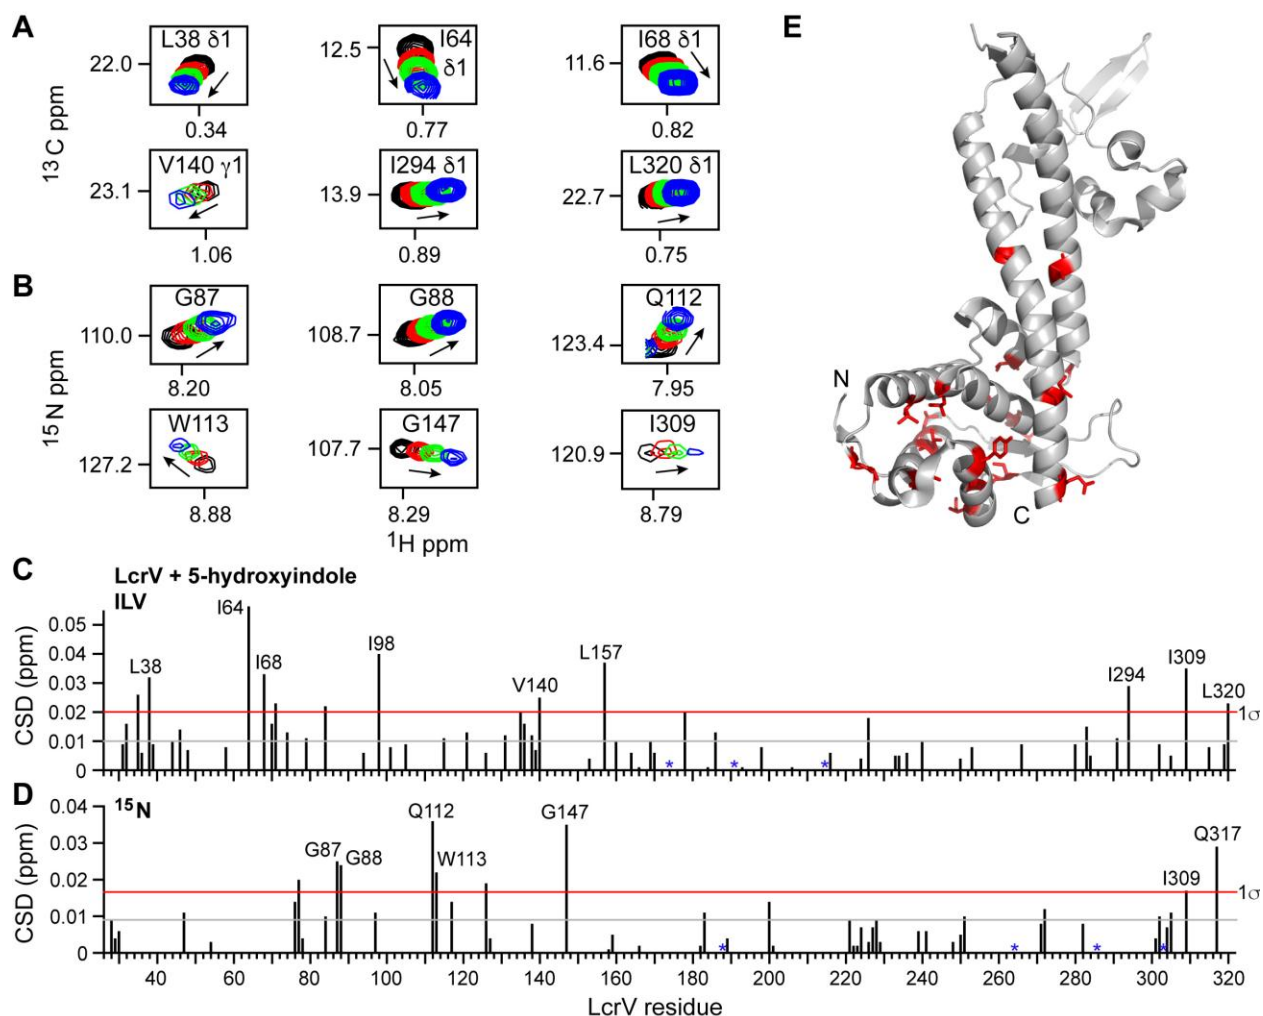 A
E
L38 δ1
I64
δ1
I68 δ1
22.0
12.5
11.6
0.34
0.77
0.82
13C ppm
V140 γ1
I294 δ1
L320 δ1
23.1
13.9
22.7
1.06
0.89
0.75
B
G87
G88
Q112
110.0
108.7
123.4
8.20
8.05
7.95
15N ppm
W113
G147
I309
127.2
107.7
120.9
8.88
8.29
8.79
1H ppm
N
C
C
LcrV + 5-hydroxyindole
ILV
CSD (ppm)
0.05
0.04
0.03
0.02
0.01
0
L38
I64
I68
I98
V140
L157
I294
I309
L320
1σ
* * *
D
15N
CSD (ppm)
0.04
0.03
0.02
0.01
0
G87
G88
Q112
W113
G147
I309
Q317
1σ
* * * *
40 60 80 100 120 140 160 180 200 220 240 260 280 300 320
LcrV residue